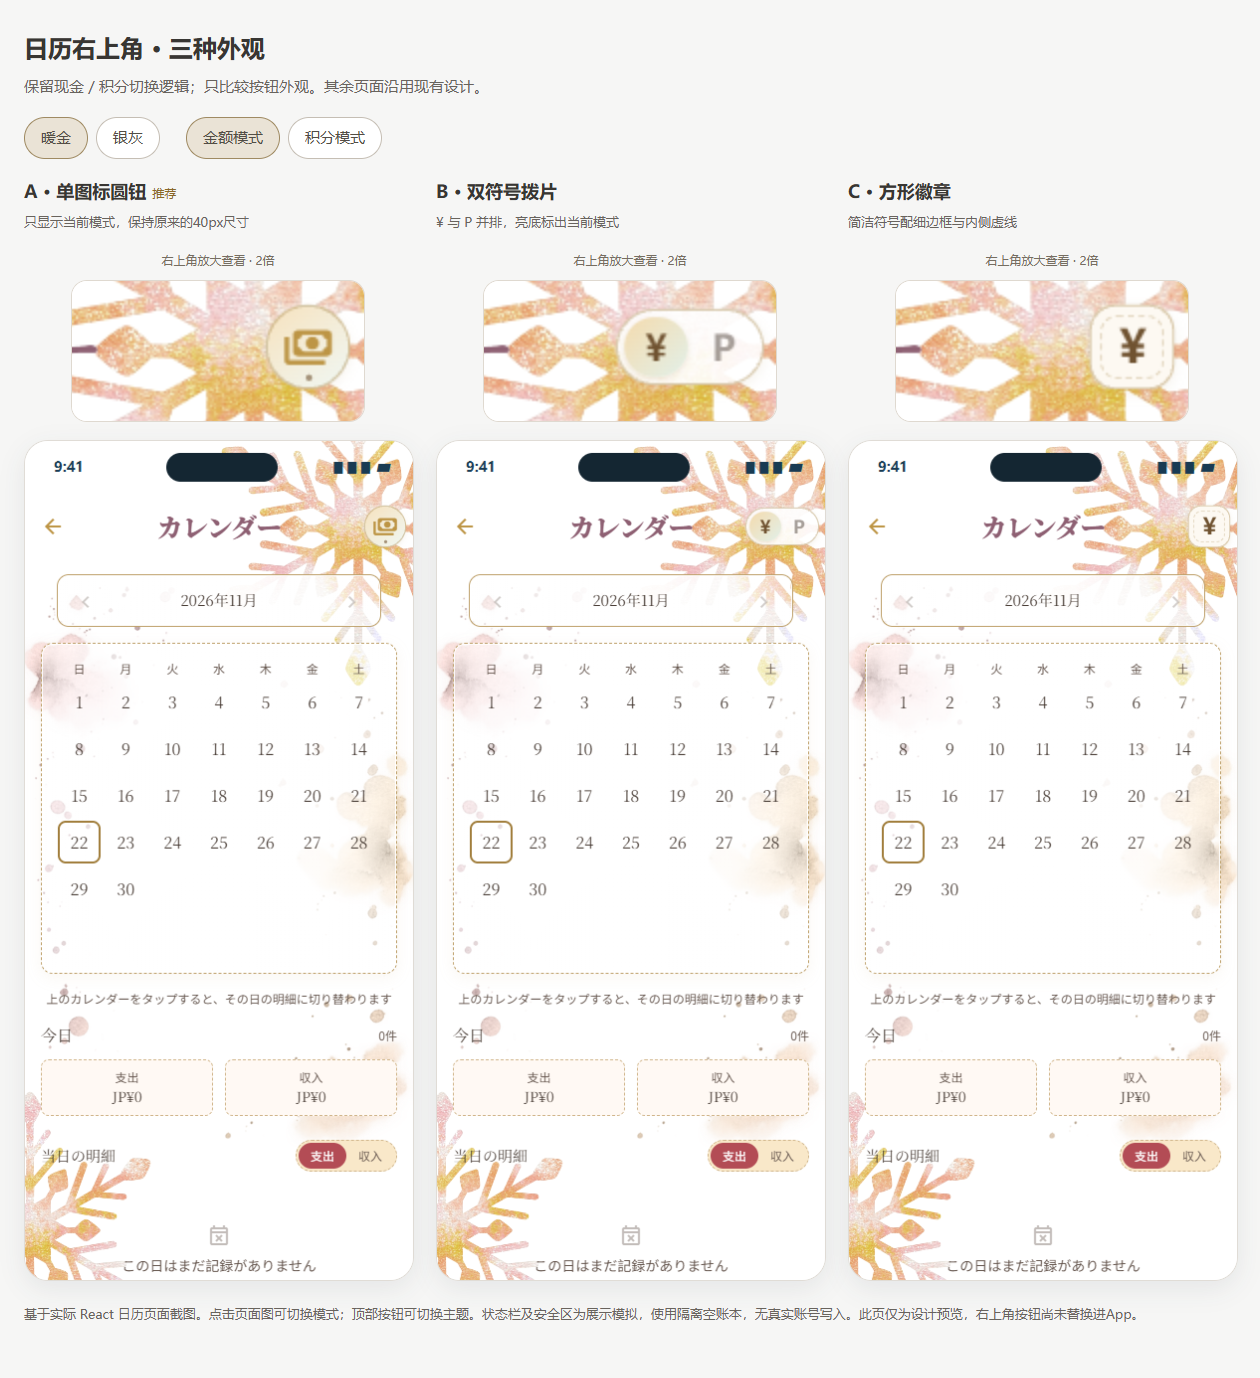 日历右上角 • 三种外观
保留现金 / 积分切换逻辑；只比较按钮外观。其余页面沿用现有设计。
暖金 银灰 金额模式 积分模式
A • 单图标圆钮 推荐
只显示当前模式，保持原来的40px尺寸
右上角放大查看 · 2倍
9:41
カレンダー
2026年11月
日 月 火 水 木 金 土
1 2 3 4 5 6 7
8 9 10 11 12 13 14
15 16 17 18 19 20 21
22 23 24 25 26 27 28
29 30
上のカレンダーをタップすると、その日の明細に切り替わります
今日 0件
支出 収入
JP¥0 JP¥0
当日の明細 支出 収入
この日はまだ記録がありません
B • 双符号拨片
¥ 与 P 并排，亮底标出当前模式
右上角放大查看 · 2倍
¥ P
9:41
カレンダー ¥ P
2026年11月
日 月 火 水 木 金 土
1 2 3 4 5 6 7
8 9 10 11 12 13 14
15 16 17 18 19 20 21
22 23 24 25 26 27 28
29 30
上のカレンダーをタップすると、その日の明細に切り替わります
今日 0件
支出 収入
JP¥0 JP¥0
当日の明細 支出 収入
この日はまだ記録がありません
C • 方形徽章
简洁符号配细边框与内侧虚线
右上角放大查看 · 2倍
¥
9:41
カレンダー ¥
2026年11月
日 月 火 水 木 金 土
1 2 3 4 5 6 7
8 9 10 11 12 13 14
15 16 17 18 19 20 21
22 23 24 25 26 27 28
29 30
上のカレンダーをタップすると、その日の明細に切り替わります
今日 0件
支出 収入
JP¥0 JP¥0
当日の明細 支出 収入
この日はまだ記録がありません
基于实际 React 日历页面截图。点击页面图可切换模式；顶部按钮可切换主题。状态栏及安全区为展示模拟，使用隔离空账本，无真实账号写入。此页仅为设计预览，右上角按钮尚未替换进App。